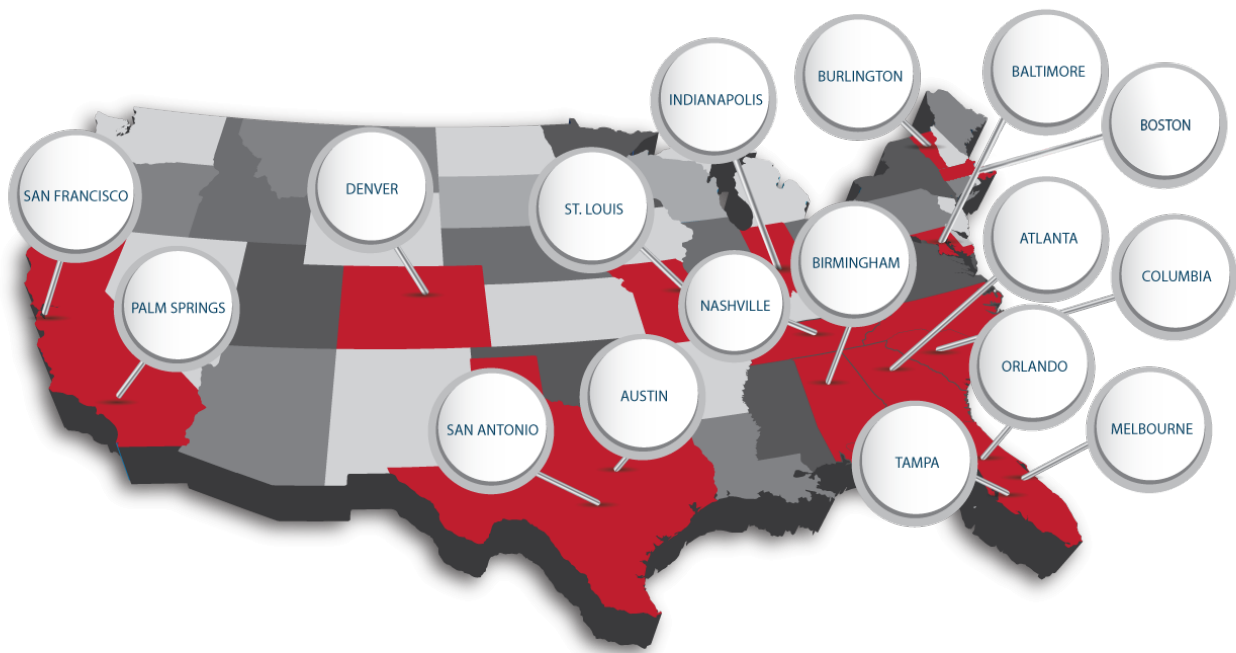 BURLINGTON
BALTIMORE
INDIANAPOLIS
BOSTON
SAN FRANCISCO
DENVER
ST. LOUIS
ATLANTA
BIRMINGHAM
COLUMBIA
PALM SPRINGS
NASHVILLE
ORLANDO
AUSTIN
SAN ANTONIO
MELBOURNE
TAMPA